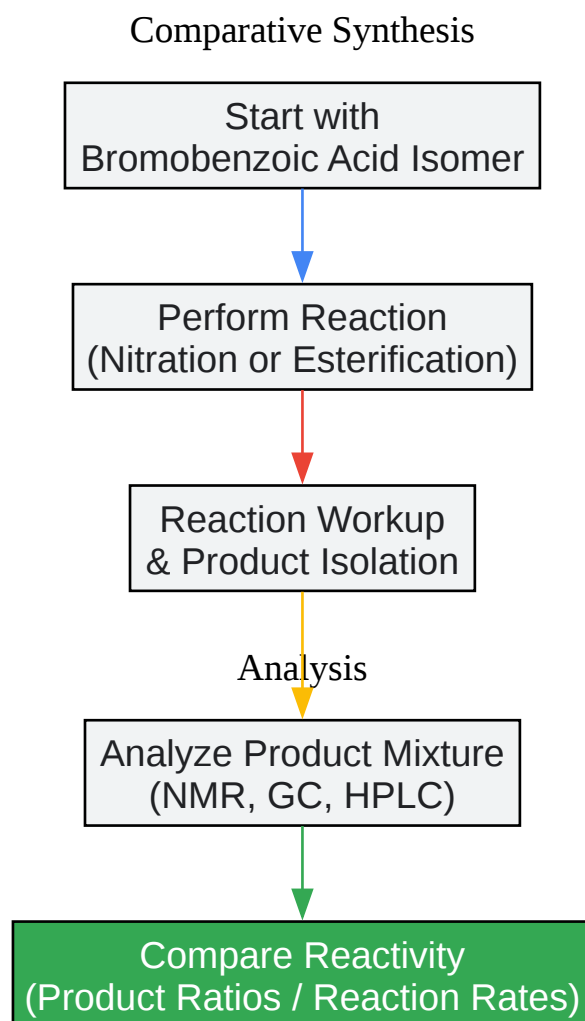 Comparative Synthesis
Start with
Bromobenzoic Acid Isomer
Perform Reaction
(Nitration or Esterification)
Reaction Workup
& Product Isolation
Analysis
Analyze Product Mixture
(NMR, GC, HPLC)
Compare Reactivity
(Product Ratios / Reaction Rates)